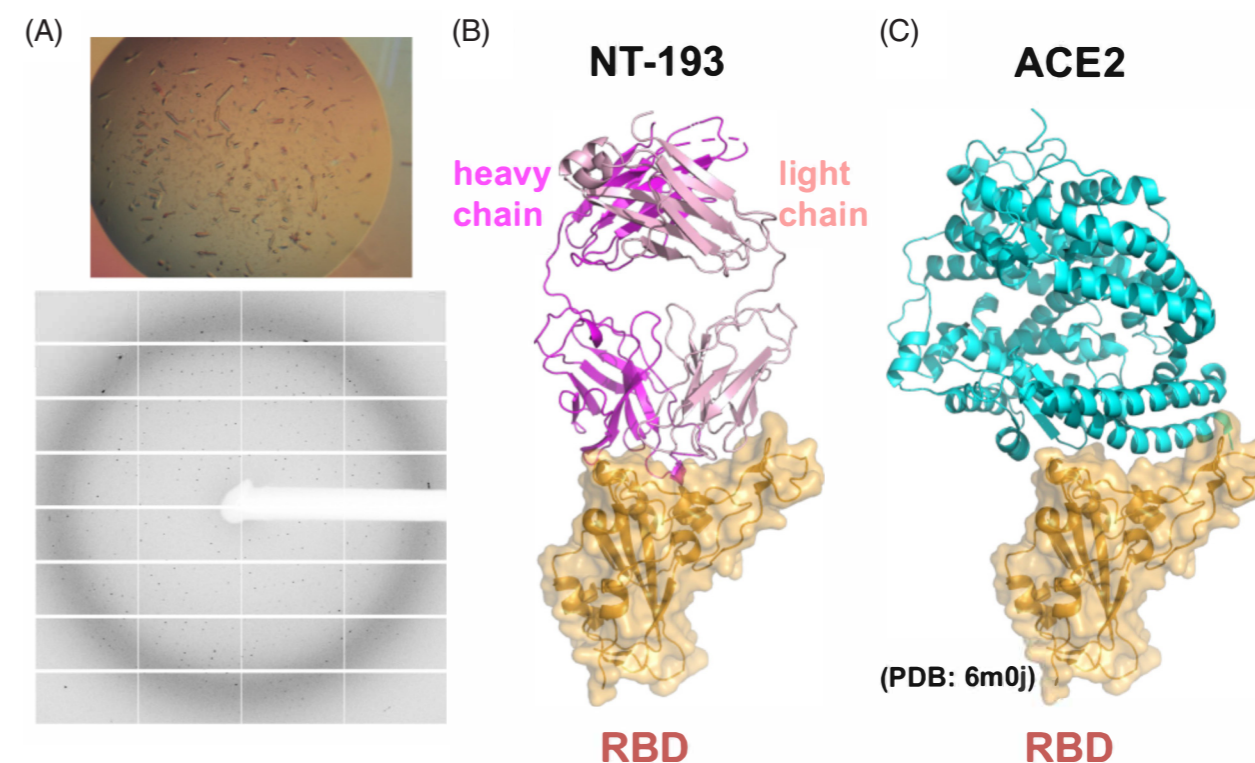 (A)
(B)
NT-193
heavy
chain
light
chain
RBD
(C)
ACE2
(PDB: 6m0j)
RBD